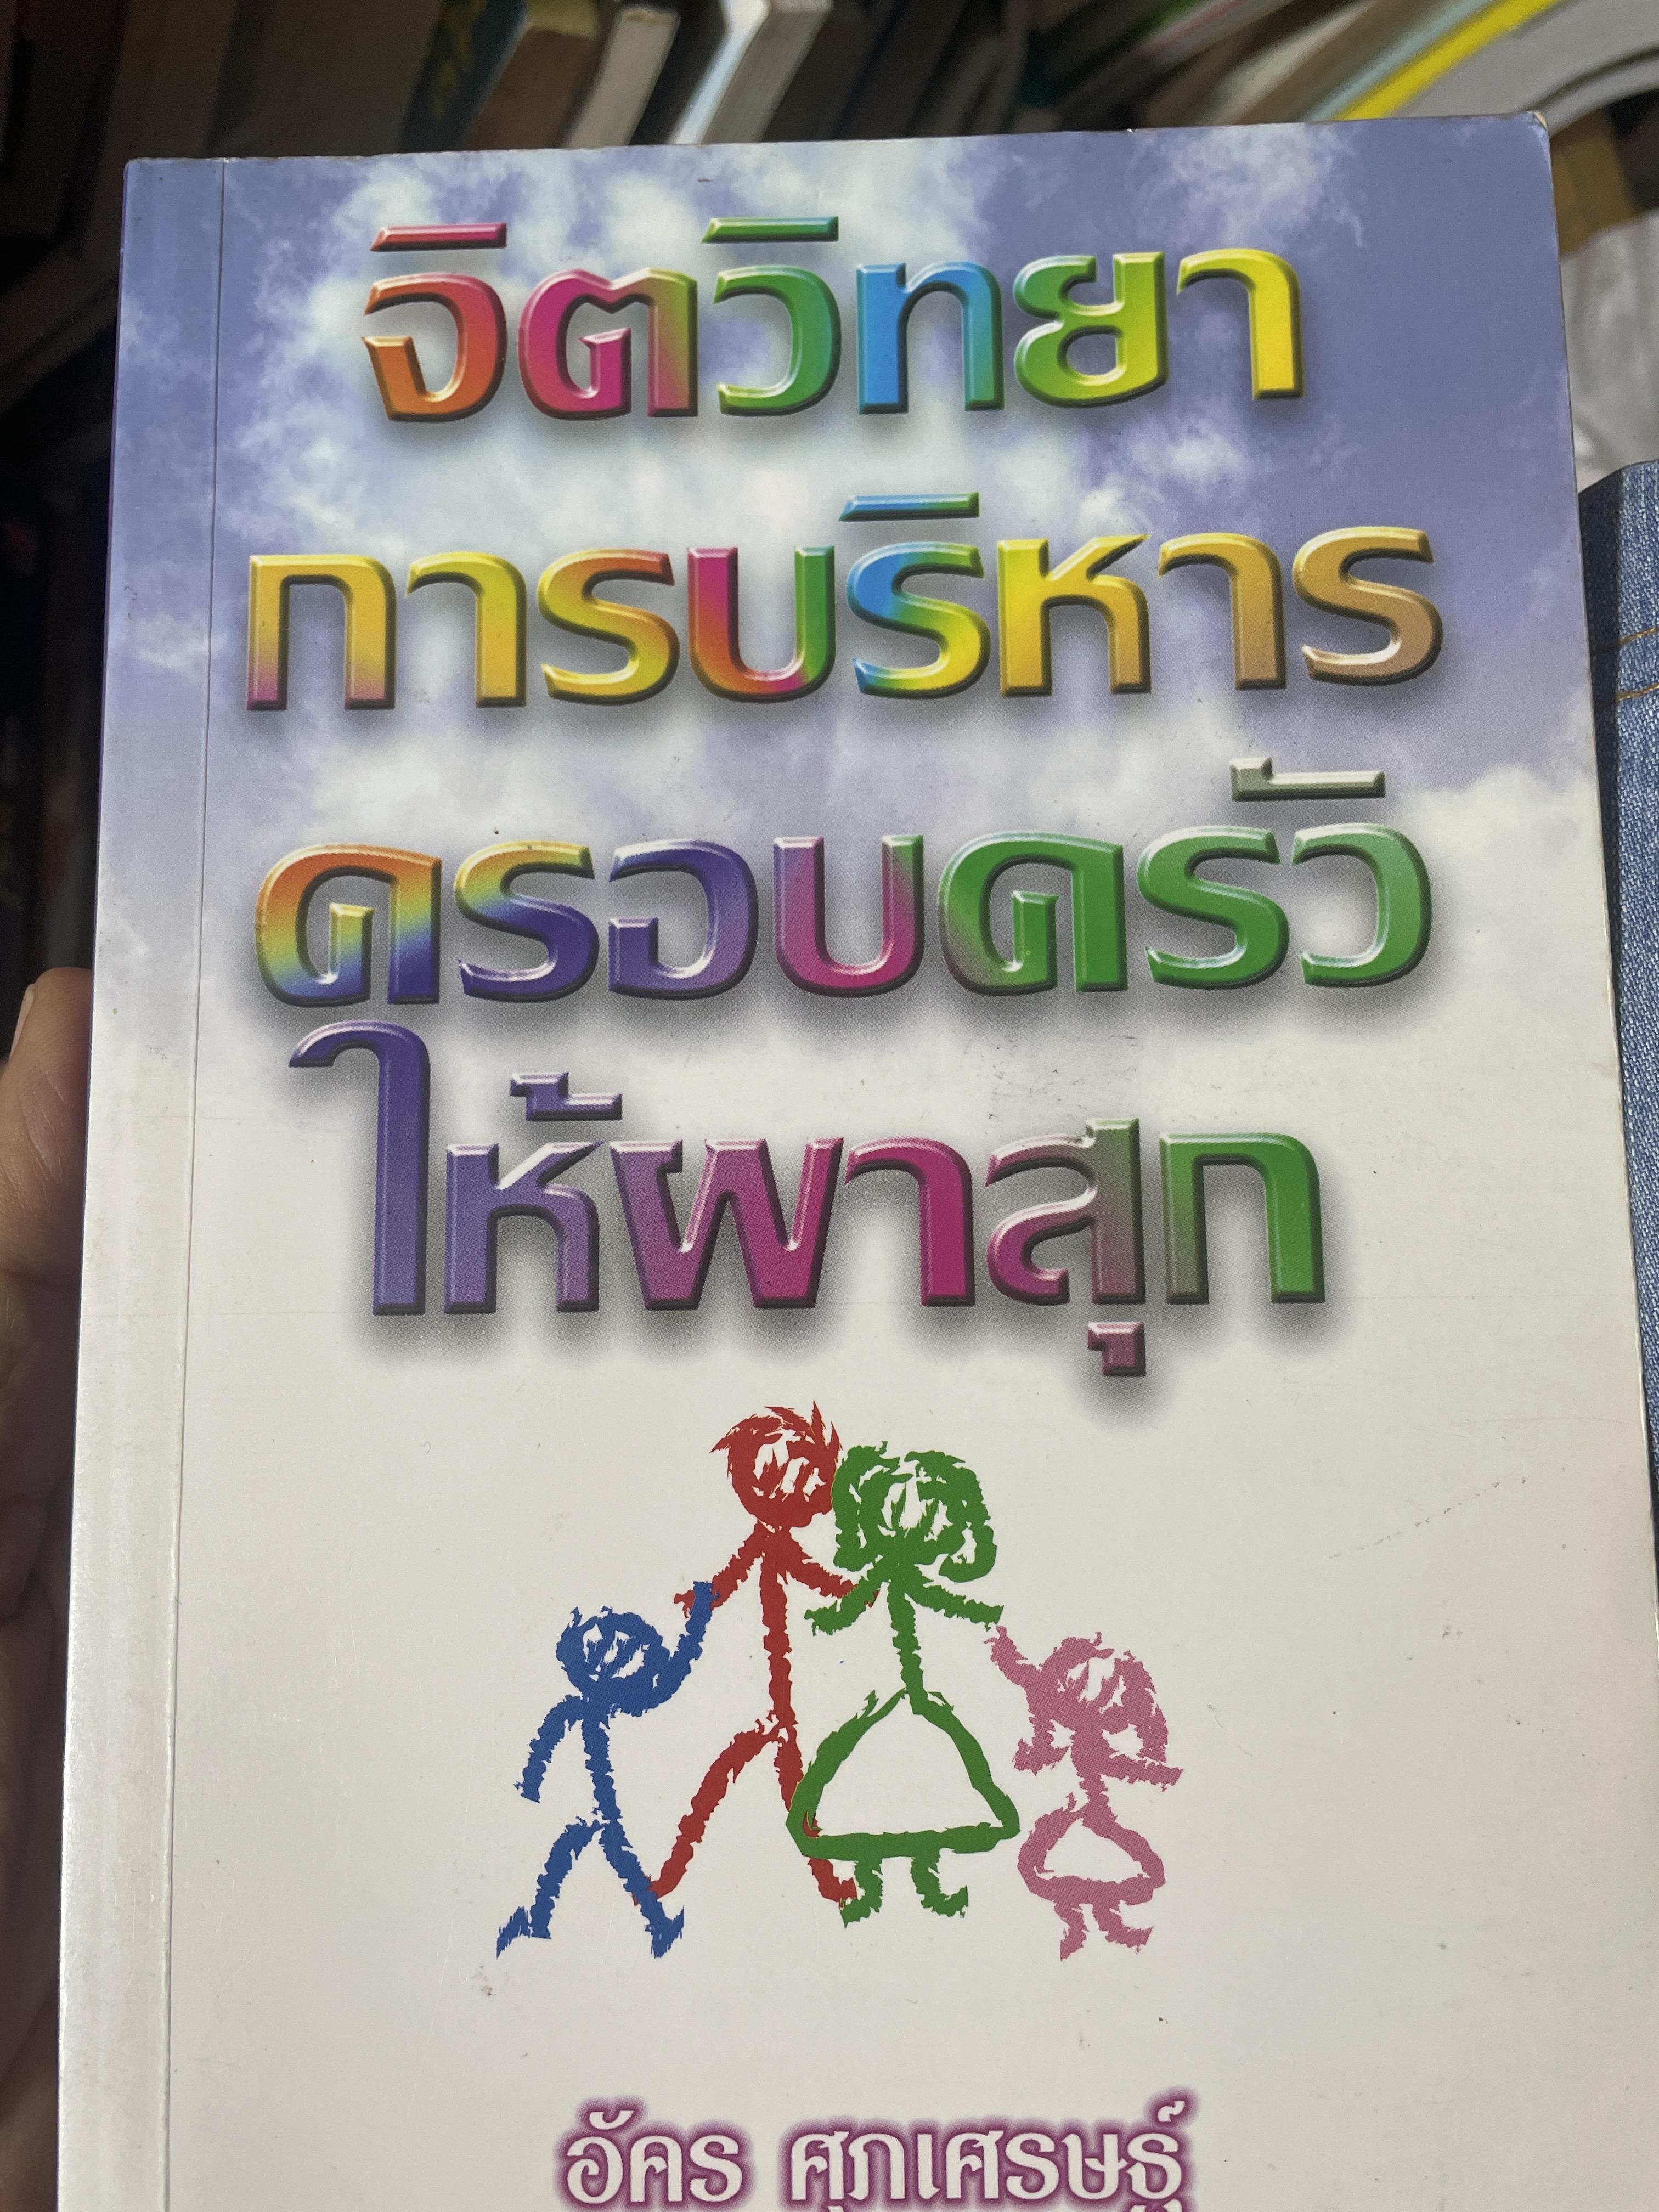 จิตวิทยา
การบริหาร
ครอบครัว
ให้ผาสุก
อัคร ศุภเศรษฐ์